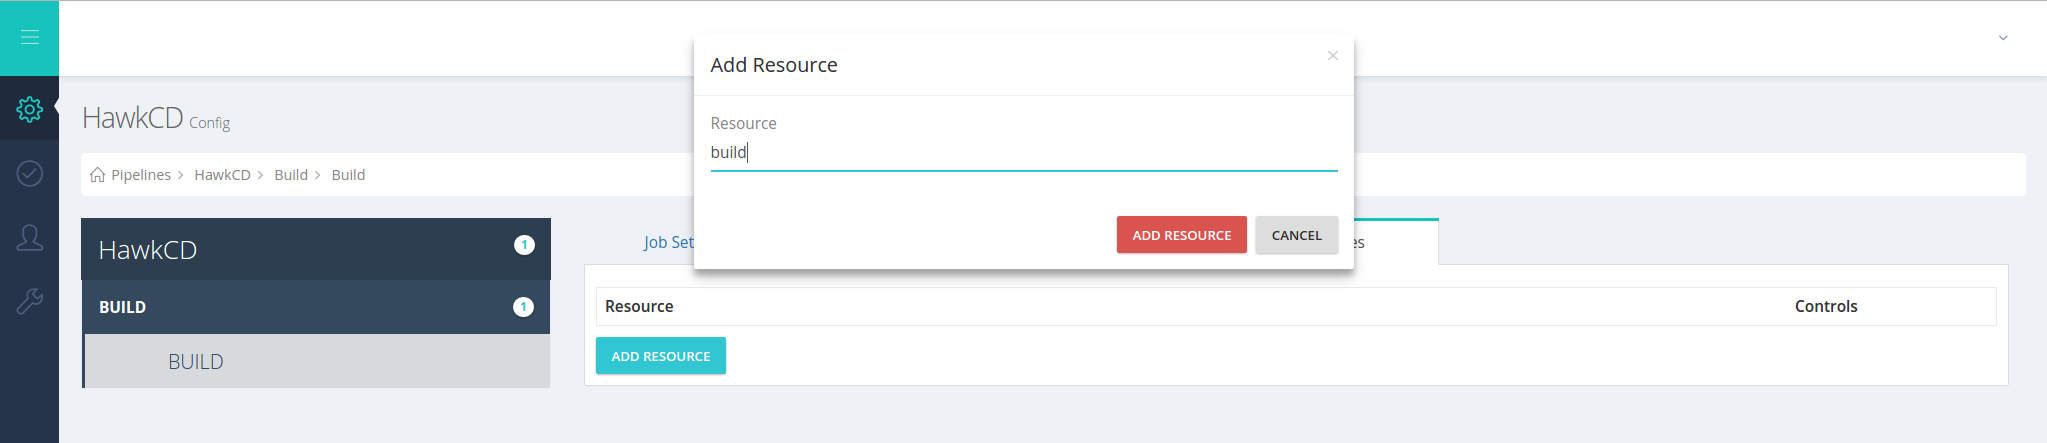 Add Resource
×
HawkCD Config
Resource
build
Pipelines > HawkCD > Build > Build
ADD RESOURCE CANCEL
HawkCD 1
Job Set
BUILD 1
Resource Controls
BUILD
ADD RESOURCE